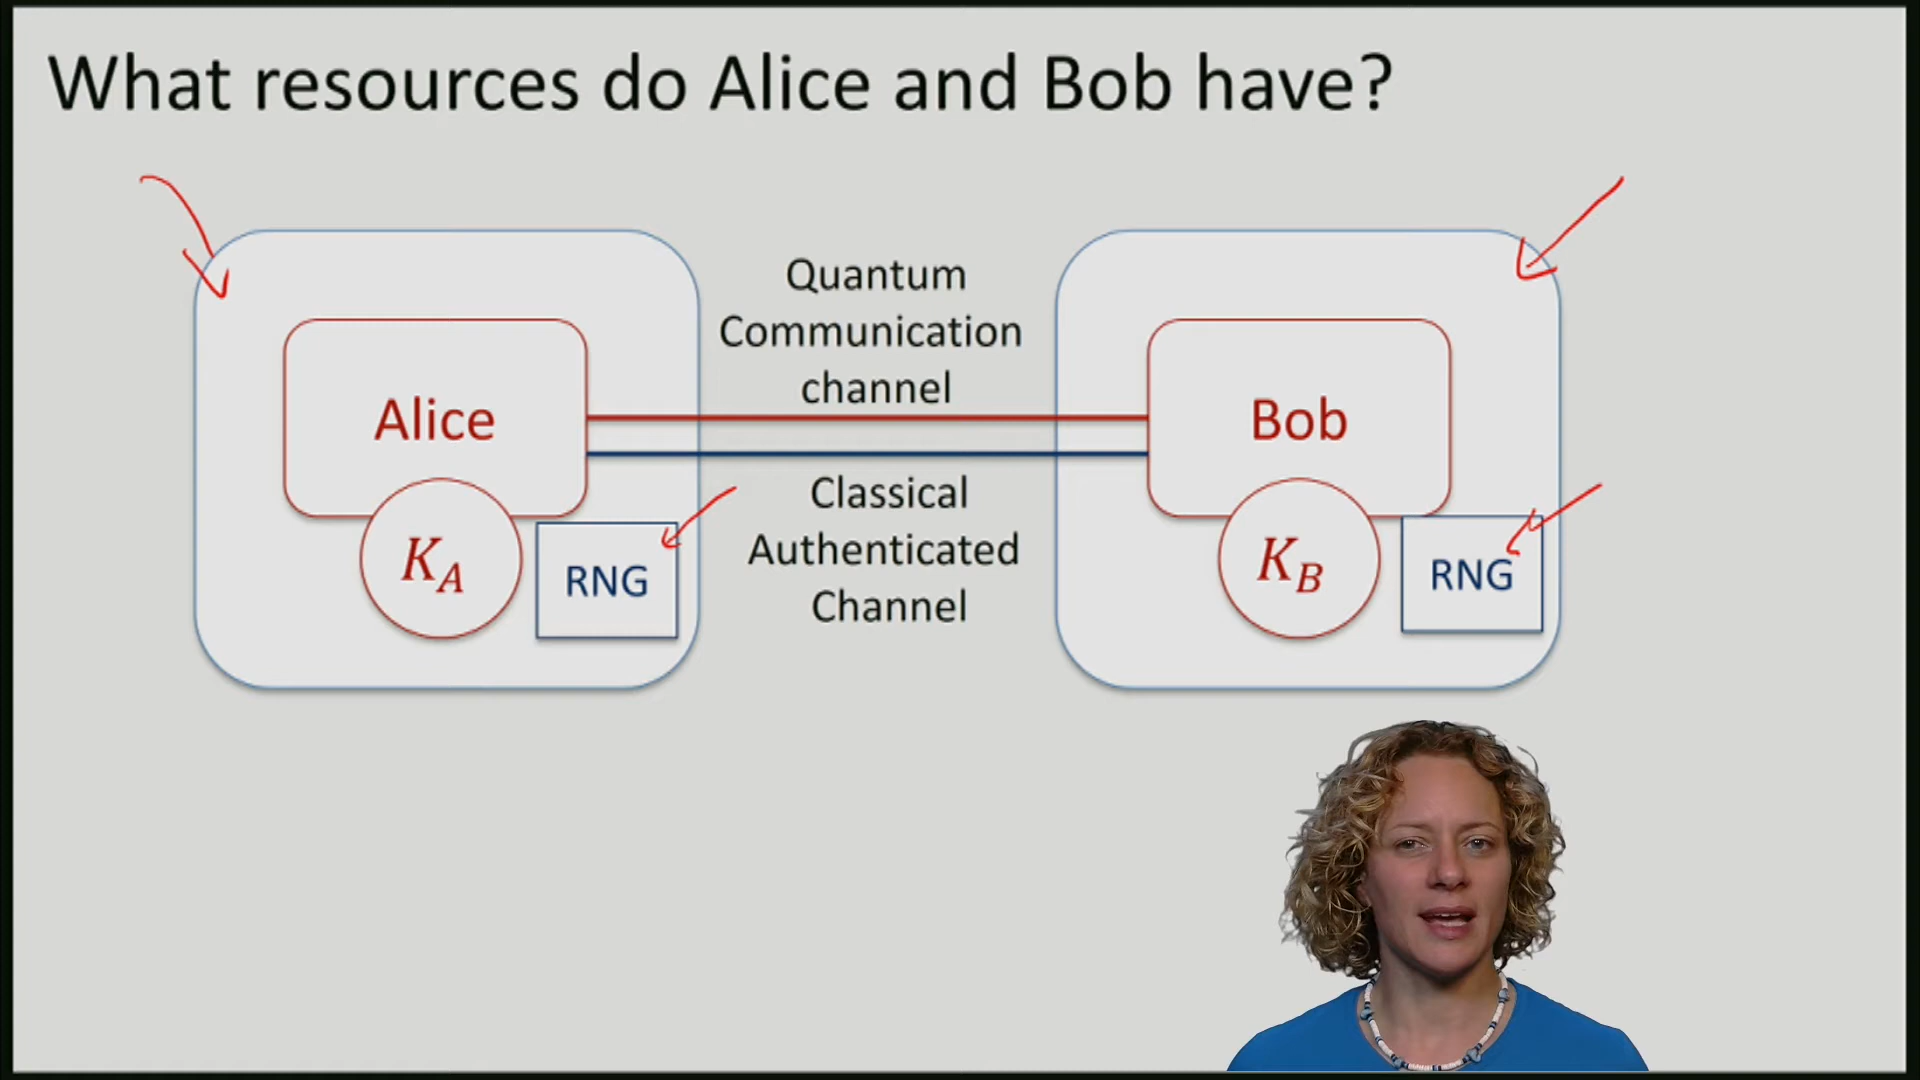 What resources do Alice and Bob have?
Quantum
Communication
channel
Alice
Bob
Classical
Authenticated
Channel
K_A
RNG
K_B
RNG